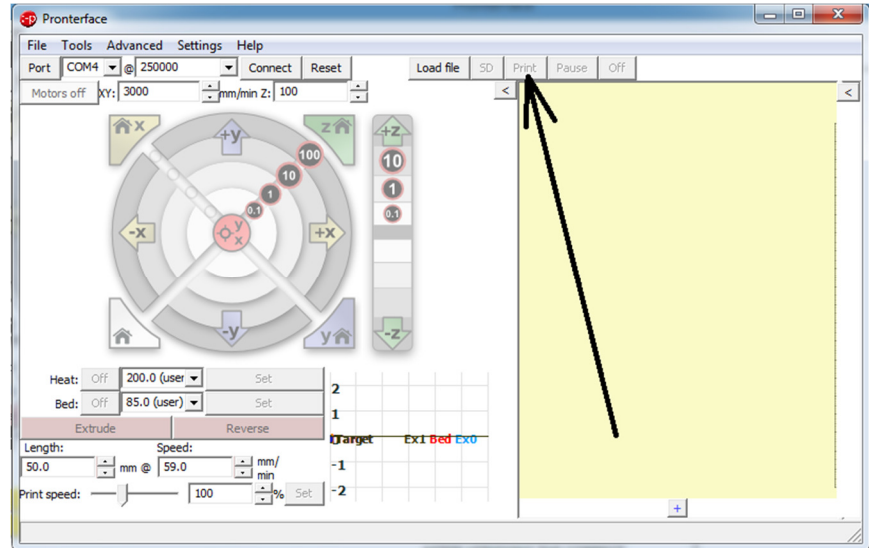 Pronterface
File Tools Advanced Settings Help
Port COM4 @ 250000 Connect Reset Load file SD Print Pause Off
Motors off XY: 3000 mm/min Z: 100 < <
x +y z +z
100 10
10 1
1 0.1
0.1
y
x
-x +x
-y y -z
Heat: Off 200.0 (user Set
Bed: Off 85.0 (user) Set
Extrude Reverse
Length: Speed:
50.0 mm @ 59.0 mm/
min
Print speed: 100 % Set
2
1
Target Ex1 Bed Ex0
-1
-2
+